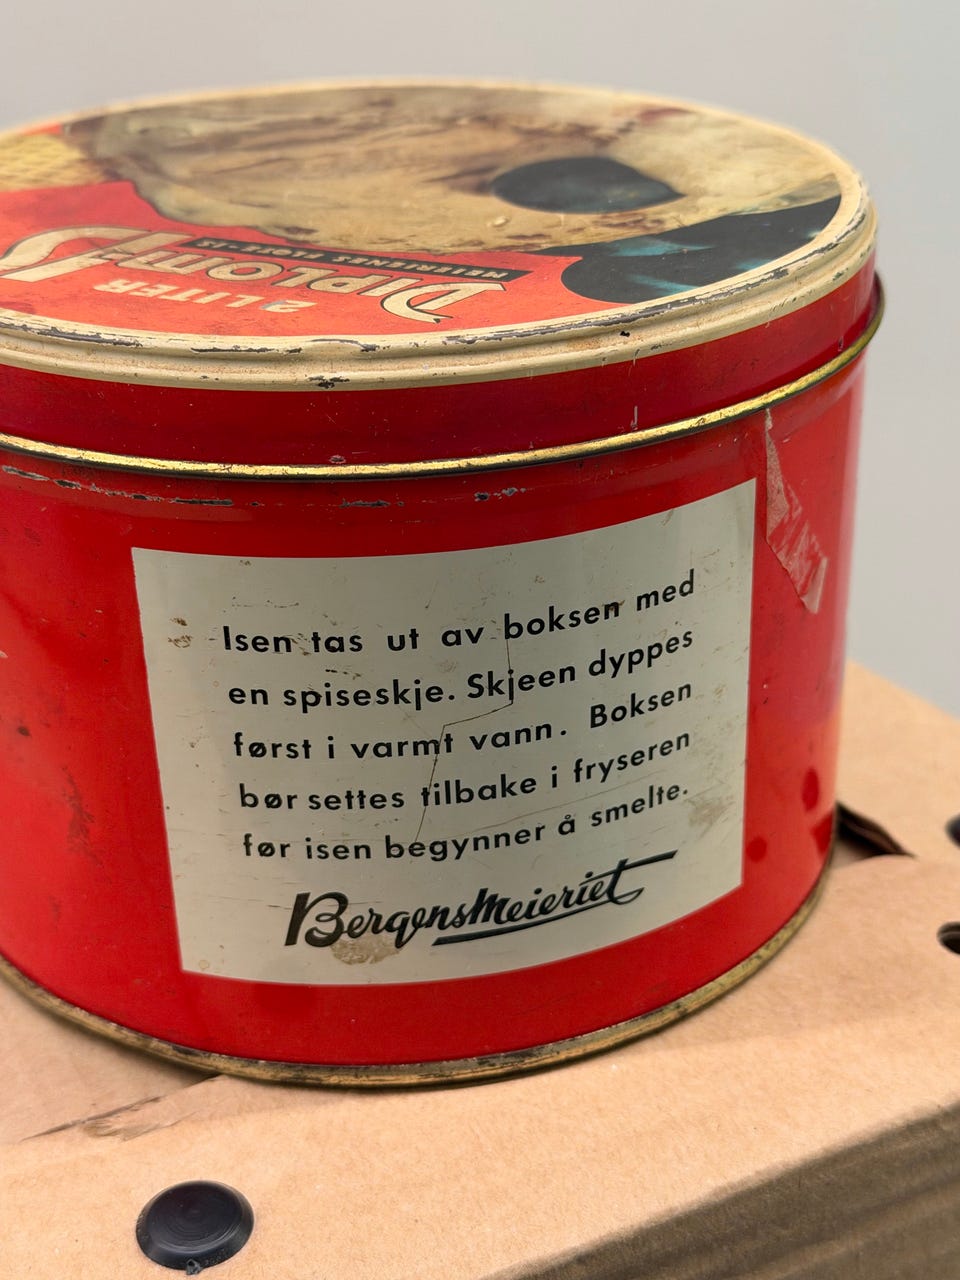 DIPLOM-IS
MEIERIENES FLØTE-IS
2 LITER
Isen tas ut av boksen med
en spiseskje. Skjeen dyppes
først i varmt vann. Boksen
bør settes tilbake i fryseren
før isen begynner å smelte.
BergensMeieriet